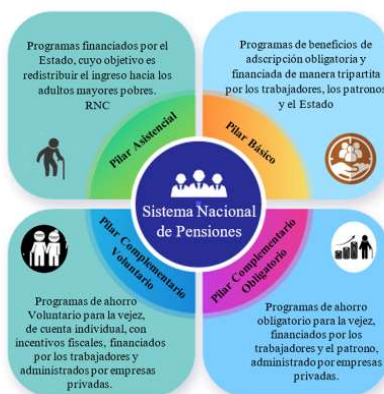 Programas financiados por el
Estado, cuyo objetivo es
redistribuir el ingreso hacia los
adultos mayores pobres.
RNC
Pilar Asistencial
Programas de beneficios de
adscripción obligatoria y
financiada de manera tripartita
por los trabajadores, los patronos
y el Estado
Pilar Básico
Sistema Nacional
de Pensiones
Pilar Complementario
Voluntario
Programas de ahorro
Voluntario para la vejez,
de cuenta individual, con
incentivos fiscales, financiados
por los trabajadores y
administrados por empresas
privadas.
Pilar Complementario
Obligatorio
Programas de ahorro
obligatorio para la vejez,
financiados por los
trabajadores y el patrono,
administrado por empresas
privadas.